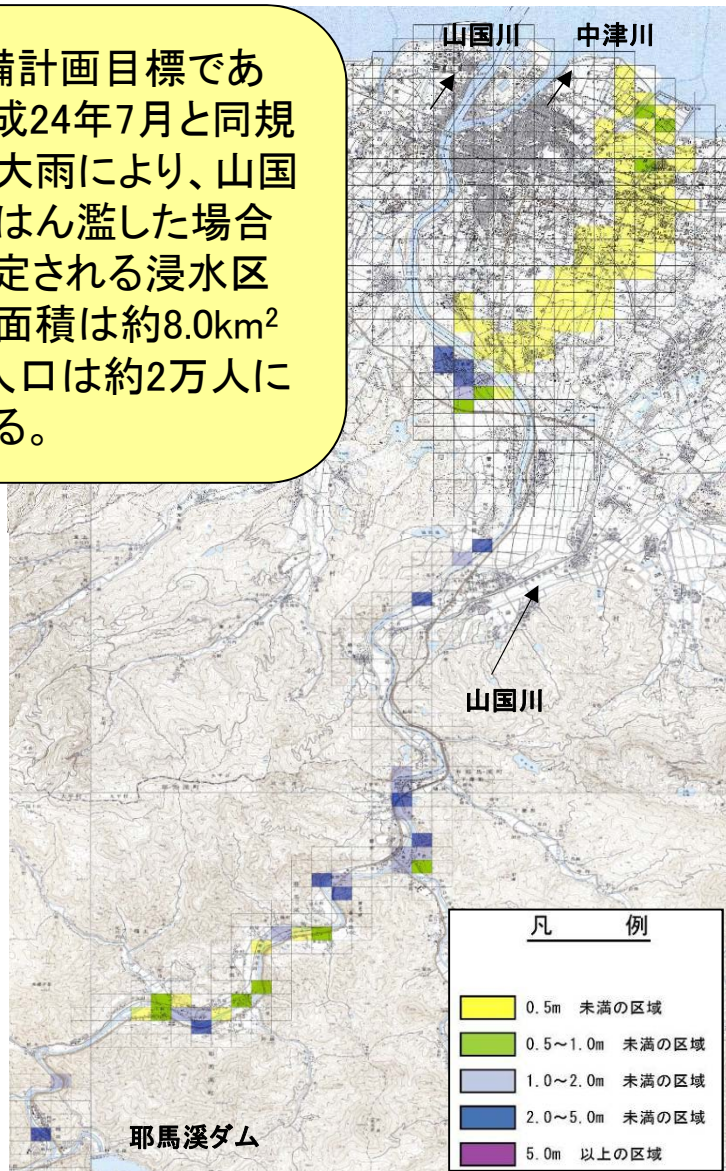 備計画目標であ
成24年7月と同規
大雨により、山国
はん濫した場合
定される浸水区
面積は約8.0km²
人口は約2万人に
る。
山国川
中津川
山国川
耶馬溪ダム
凡 例
0.5m 未満の区域
0.5~1.0m 未満の区域
1.0~2.0m 未満の区域
2.0~5.0m 未満の区域
5.0m 以上の区域